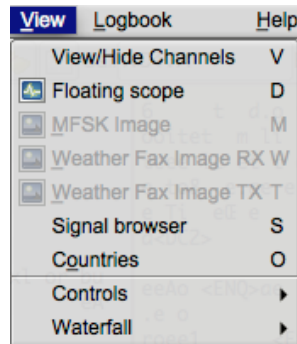 View Logbook Help
View/Hide Channels V
Floating scope D
MFSK Image M
Weather Fax Image RX W
Weather Fax Image TX T
Signal browser S
Countries O
Controls
Waterfall